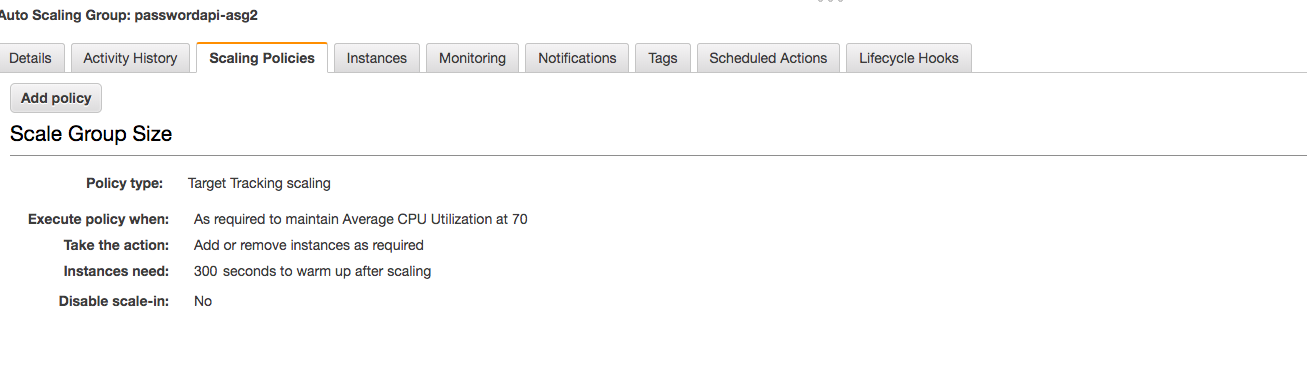 Auto Scaling Group: passwordapi-asg2
Details Activity History Scaling Policies Instances Monitoring Notifications Tags Scheduled Actions Lifecycle Hooks
Add policy
Scale Group Size
Policy type: Target Tracking scaling
Execute policy when: As required to maintain Average CPU Utilization at 70
Take the action: Add or remove instances as required
Instances need: 300 seconds to warm up after scaling
Disable scale-in: No